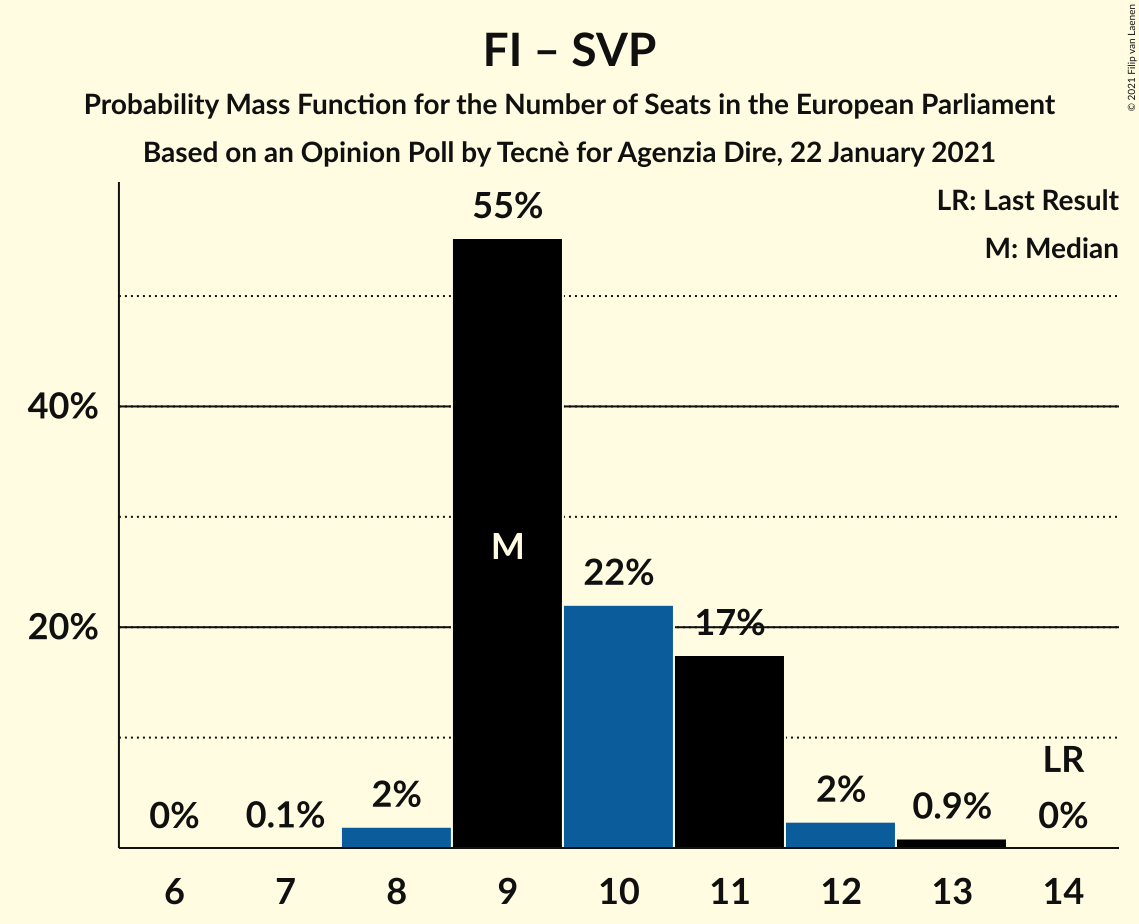 FI – SVP
Probability Mass Function for the Number of Seats in the European Parliament
Based on an Opinion Poll by Tecnè for Agenzia Dire, 22 January 2021
© 2021 Filip van Laenen
LR: Last Result
M: Median
55%
40%
M
22%
20%
17%
LR
0%
0.1%
2%
2%
0.9%
0%
6 7 8 9 10 11 12 13 14